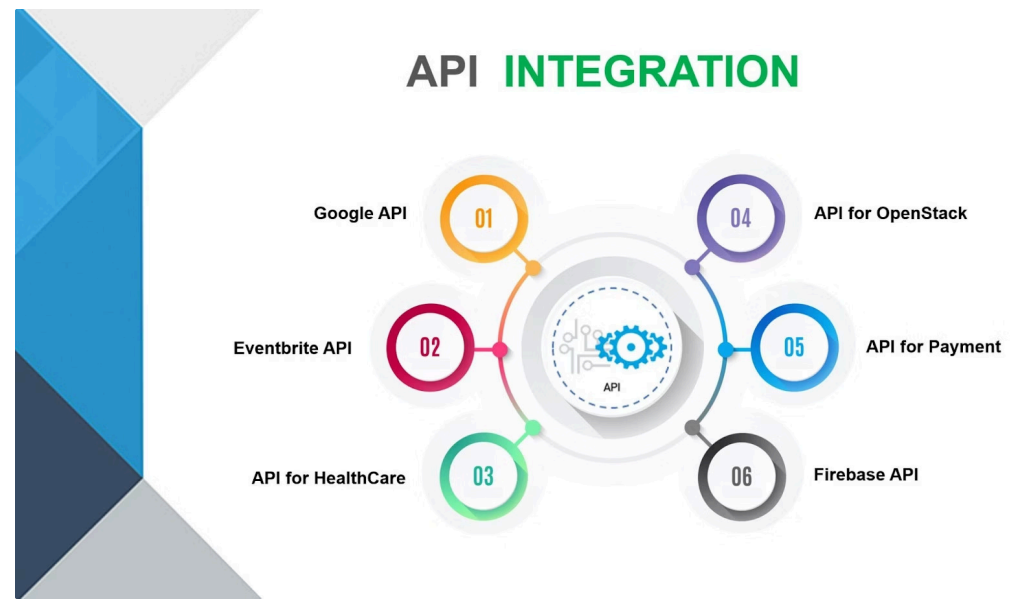 API INTEGRATION
Google API
01
Eventbrite API
02
API for HealthCare
03
API
04
API for OpenStack
05
API for Payment
06
Firebase API